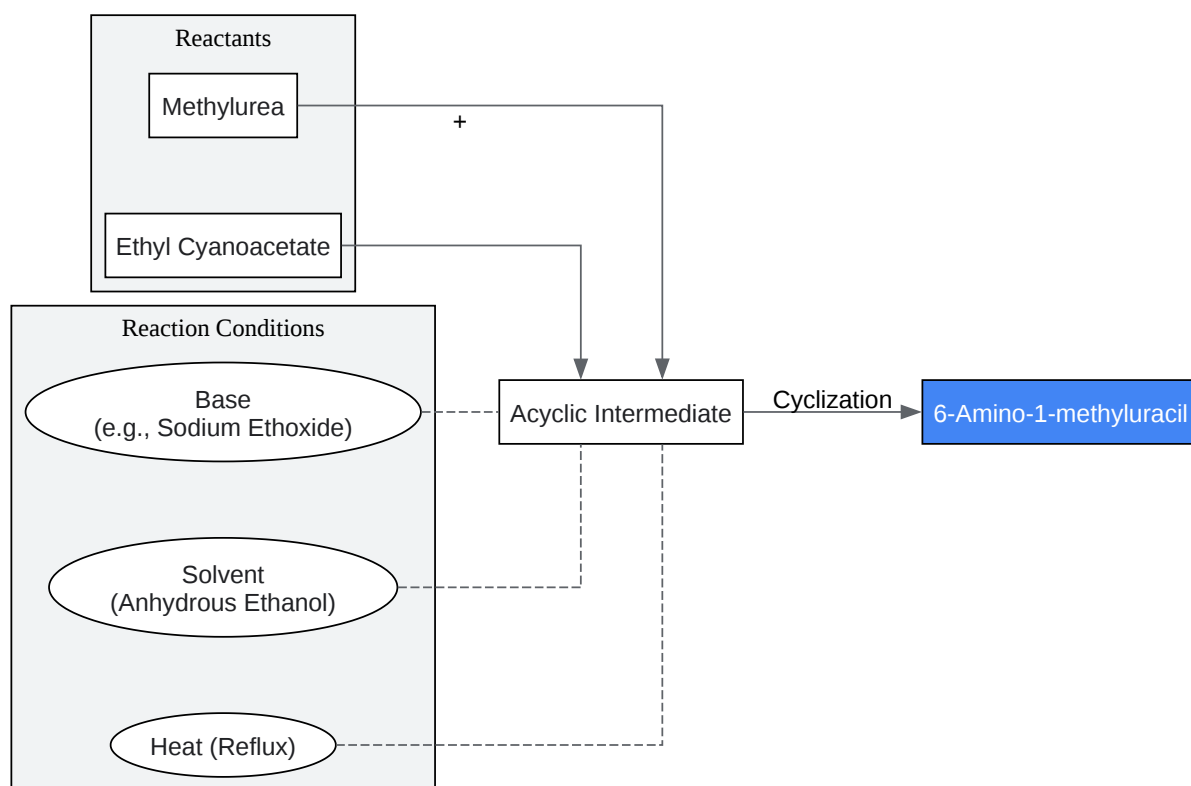 Reactants
Methylurea
+
Ethyl Cyanoacetate
Reaction Conditions
Base
(e.g., Sodium Ethoxide)
Acyclic Intermediate
Cyclization
6-Amino-1-methyluracil
Solvent
(Anhydrous Ethanol)
Heat (Reflux)